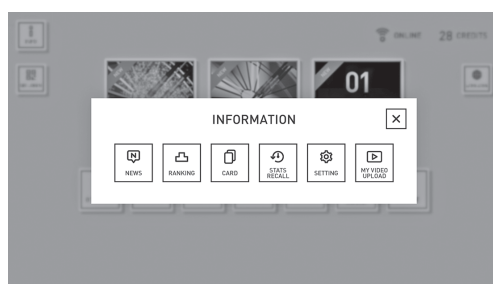 ONLINE
28 CREDITS
01
INFORMATION
N
NEWS
RANKING
CARD
STATS
RECALL
SETTING
MY VIDEO
UPLOAD